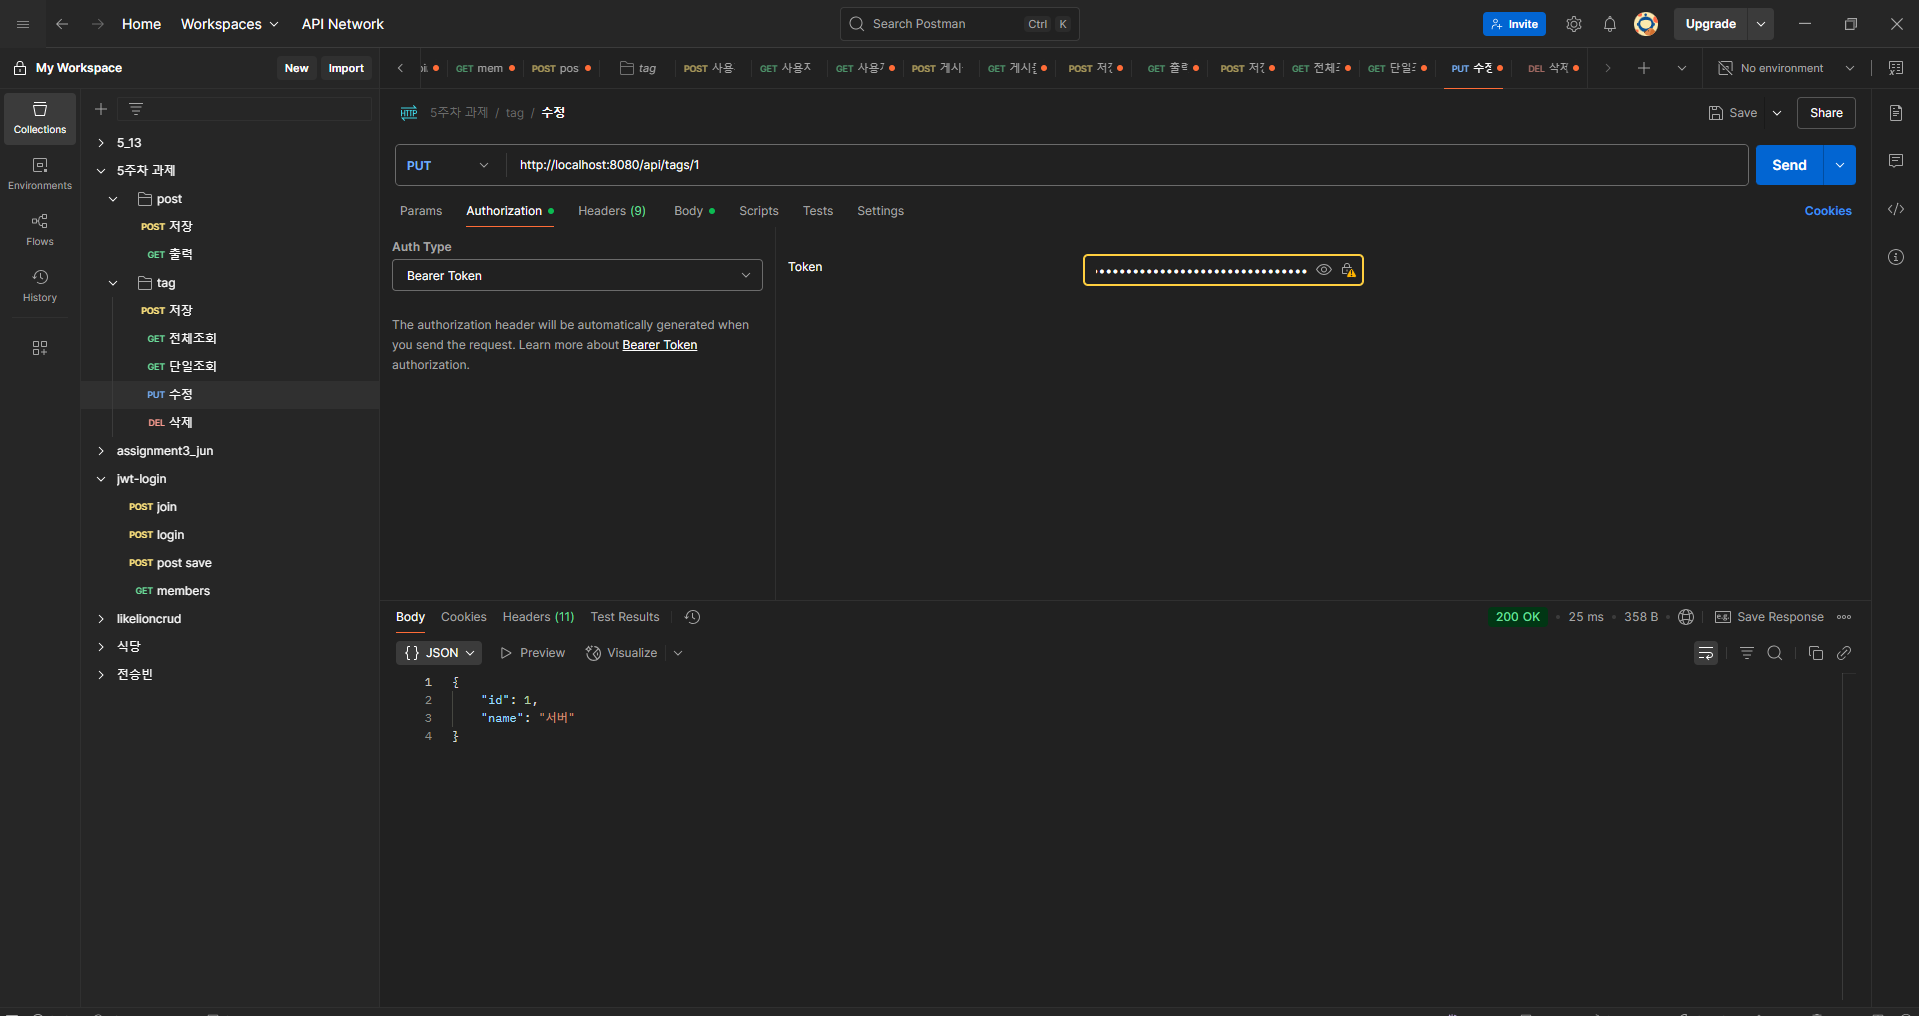 Home Workspaces API Network Search Postman Ctrl K Invite Upgrade
My Workspace New Import
GET mem POST pos tag POST 사용 GET 사용자 GET POST 게시 GET POST GET 출력 POST GET 전체조 GET 단일조 PUT 수정 DEL 삭제 No environment
Collections
Environments
Flows
History
5_13
5주차 과제
post
POST 저장
GET 출력
tag
POST 저장
GET 전체조회
GET 단일조회
PUT 수정
DEL 삭제
assignment3_jun
jwt-login
POST join
POST login
POST post save
GET members
likelioncrud
식당
전승빈
HTTP 5주차 과제 / tag / 수정 Save Share
PUT http://localhost:8080/api/tags/1 Send
Params Authorization Headers (9) Body Scripts Tests Settings Cookies
Auth Type
Bearer Token
Token
The authorization header will be automatically generated when
you send the request. Learn more about Bearer Token
authorization.
Body Cookies Headers (11) Test Results 200 OK 25 ms 358 B e.g. Save Response
{} JSON Preview Visualize
1 {
2 "id": 1,
3 "name": "서버"
4 }